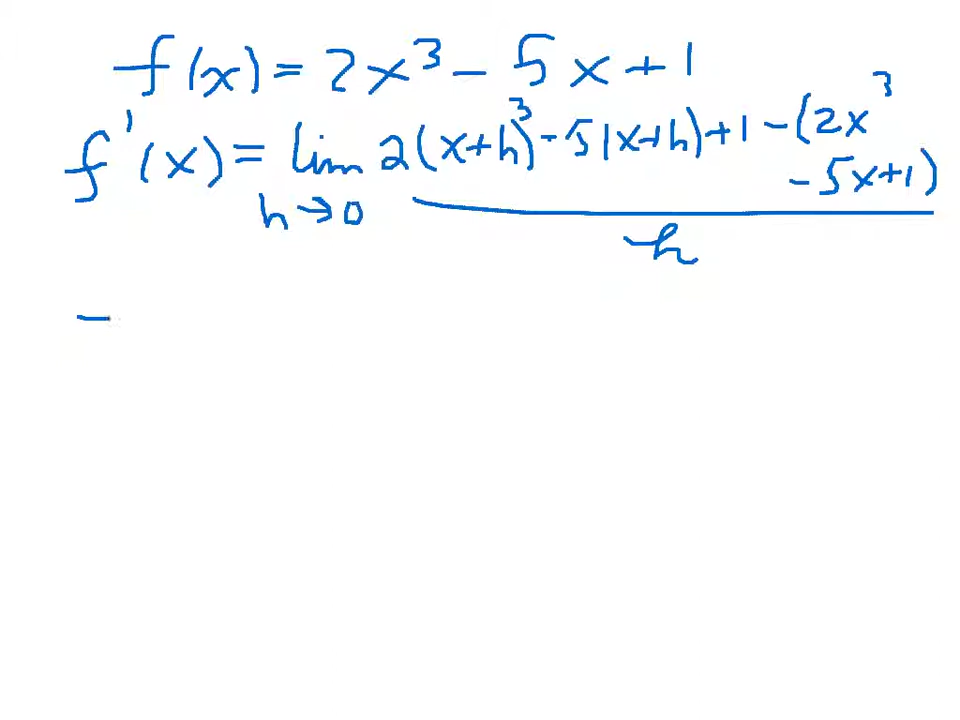 f(x) = 2x³ - 5x + 1
f'(x) = lim 2(x+h)³ - 5(x+h) + 1 - (2x³
- 5x+1)
h→0
h
-